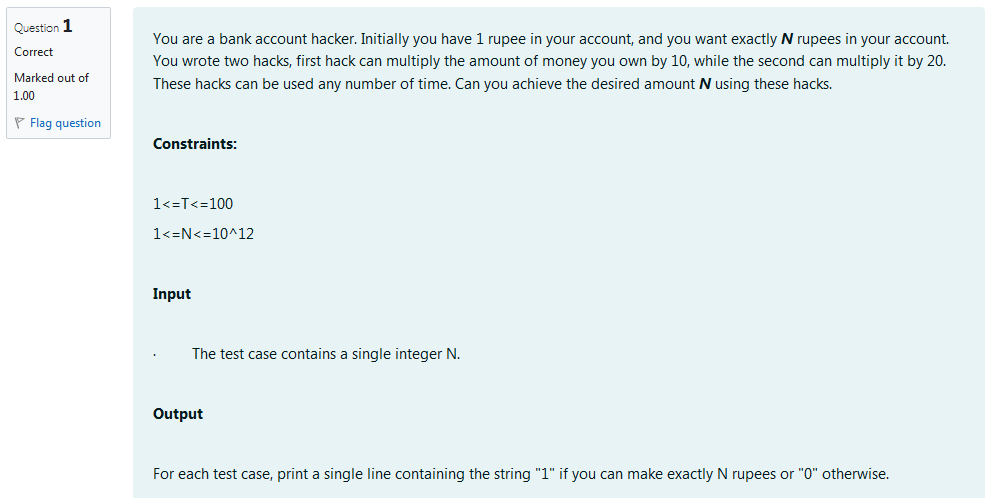 Question 1
Correct
Marked out of
1.00
Flag question
You are a bank account hacker. Initially you have 1 rupee in your account, and you want exactly N rupees in your account.
You wrote two hacks, first hack can multiply the amount of money you own by 10, while the second can multiply it by 20.
These hacks can be used any number of time. Can you achieve the desired amount N using these hacks.
Constraints:
1<=T<=100
1<=N<=10^12
Input
· The test case contains a single integer N.
Output
For each test case, print a single line containing the string "1" if you can make exactly N rupees or "0" otherwise.